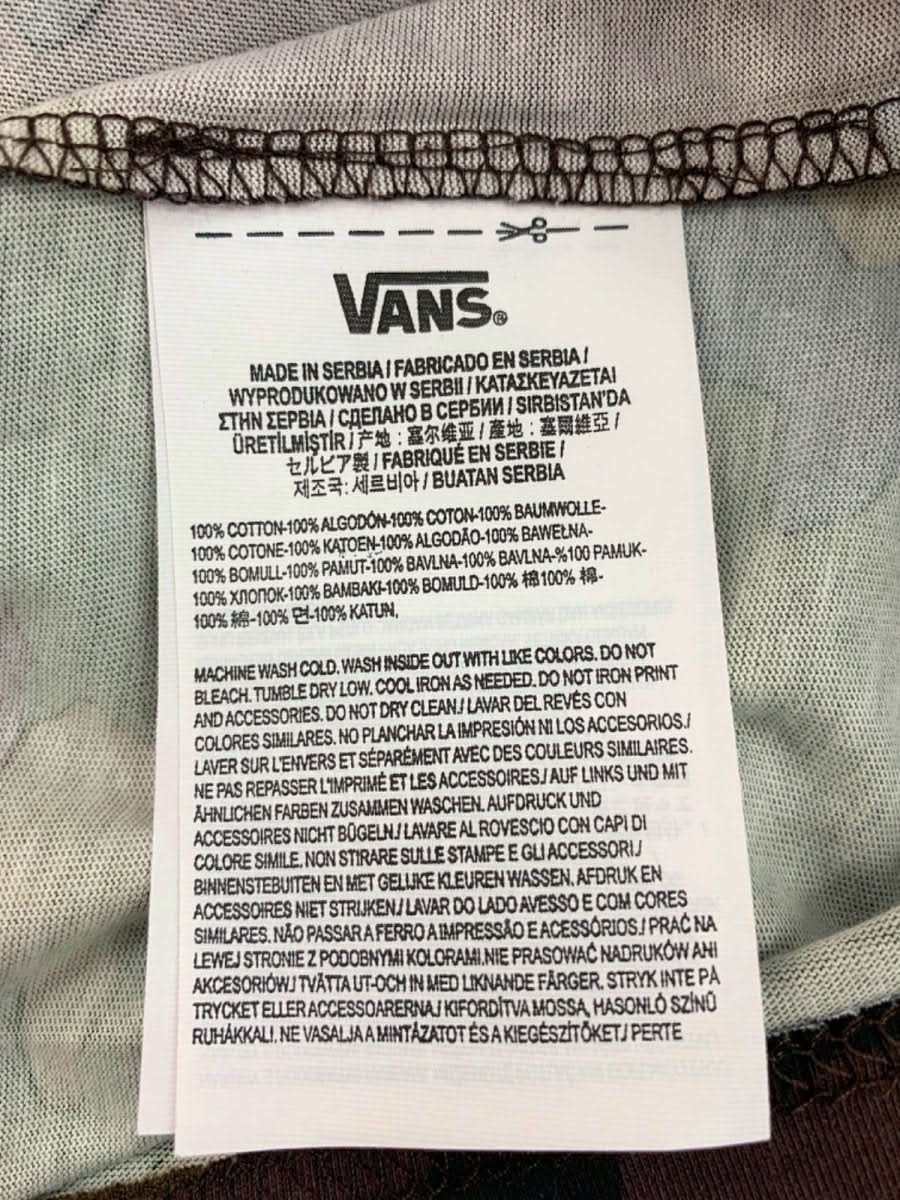 VANS®
MADE IN SERBIA / FABRICADO EN SERBIA /
WYPRODUKOWANO W SERBII / ΚΑΤΑΣΚΕΥΑΖΕΤΑΙ
ΣΤΗΝ ΣΕΡΒΙΑ / СДЕЛАНО В СЕРБИИ / SIRBISTAN'DA
ÜRETİLMİŞTİR / 产地 : 塞尔维亚 / 產地 : 塞爾維亞 /
セルビア製 / FABRIQUÉ EN SERBIE /
제조국: 세르비아 / BUATAN SERBIA
100% COTTON-100% ALGODÓN-100% COTON-100% BAUMWOLLE-
100% COTONE-100% KATOEN-100% ALGODÃO-100% BAWEŁNA-
100% BOMULL-100% PAMUT-100% BAVLNA-100% BAVLNA-%100 PAMUK-
100% ХЛОПОК-100% ΒΑΜΒΑΚΙ-100% BOMULD-100% 棉100% 棉-
100% 綿-100% 면-100% KATUN,
MACHINE WASH COLD. WASH INSIDE OUT WITH LIKE COLORS. DO NOT
BLEACH. TUMBLE DRY LOW. COOL IRON AS NEEDED. DO NOT IRON PRINT
AND ACCESSORIES. DO NOT DRY CLEAN./ LAVAR DEL REVÉS CON
COLORES SIMILARES. NO PLANCHAR LA IMPRESIÓN NI LOS ACCESORIOS./
LAVER SUR L'ENVERS ET SÉPARÉMENT AVEC DES COULEURS SIMILAIRES.
NE PAS REPASSER L'IMPRIMÉ ET LES ACCESSOIRES./ AUF LINKS UND MIT
ÄHNLICHEN FARBEN ZUSAMMEN WASCHEN. AUFDRUCK UND
ACCESSOIRES NICHT BÜGELN./ LAVARE AL ROVESCIO CON CAPI DI
COLORE SIMILE. NON STIRARE SULLE STAMPE E GLI ACCESSORI./
BINNENSTEBUITEN EN MET GELIJKE KLEUREN WASSEN. AFDRUK EN
ACCESSOIRES NIET STRIJKEN./ LAVAR DO LADO AVESSO E COM CORES
SIMILARES. NÃO PASSAR A FERRO A IMPRESSÃO E ACESSÓRIOS./ PRAĆ NA
LEWEJ STRONIE Z PODOBNYMI KOLORAMI.NIE PRASOWAĆ NADRUKÓW ANI
AKCESORIÓW./ TVÄTTA UT-OCH IN MED LIKNANDE FÄRGER. STRYK INTE PÅ
TRYCKET ELLER ACCESSOARERNA./ KIFORDÍTVA MOSSA, HASONLÓ SZÍNŰ
RUHÁKKAL!. NE VASALJA A MINTÁZATOT ÉS A KIEGÉSZÍTŐKET./ PERTE